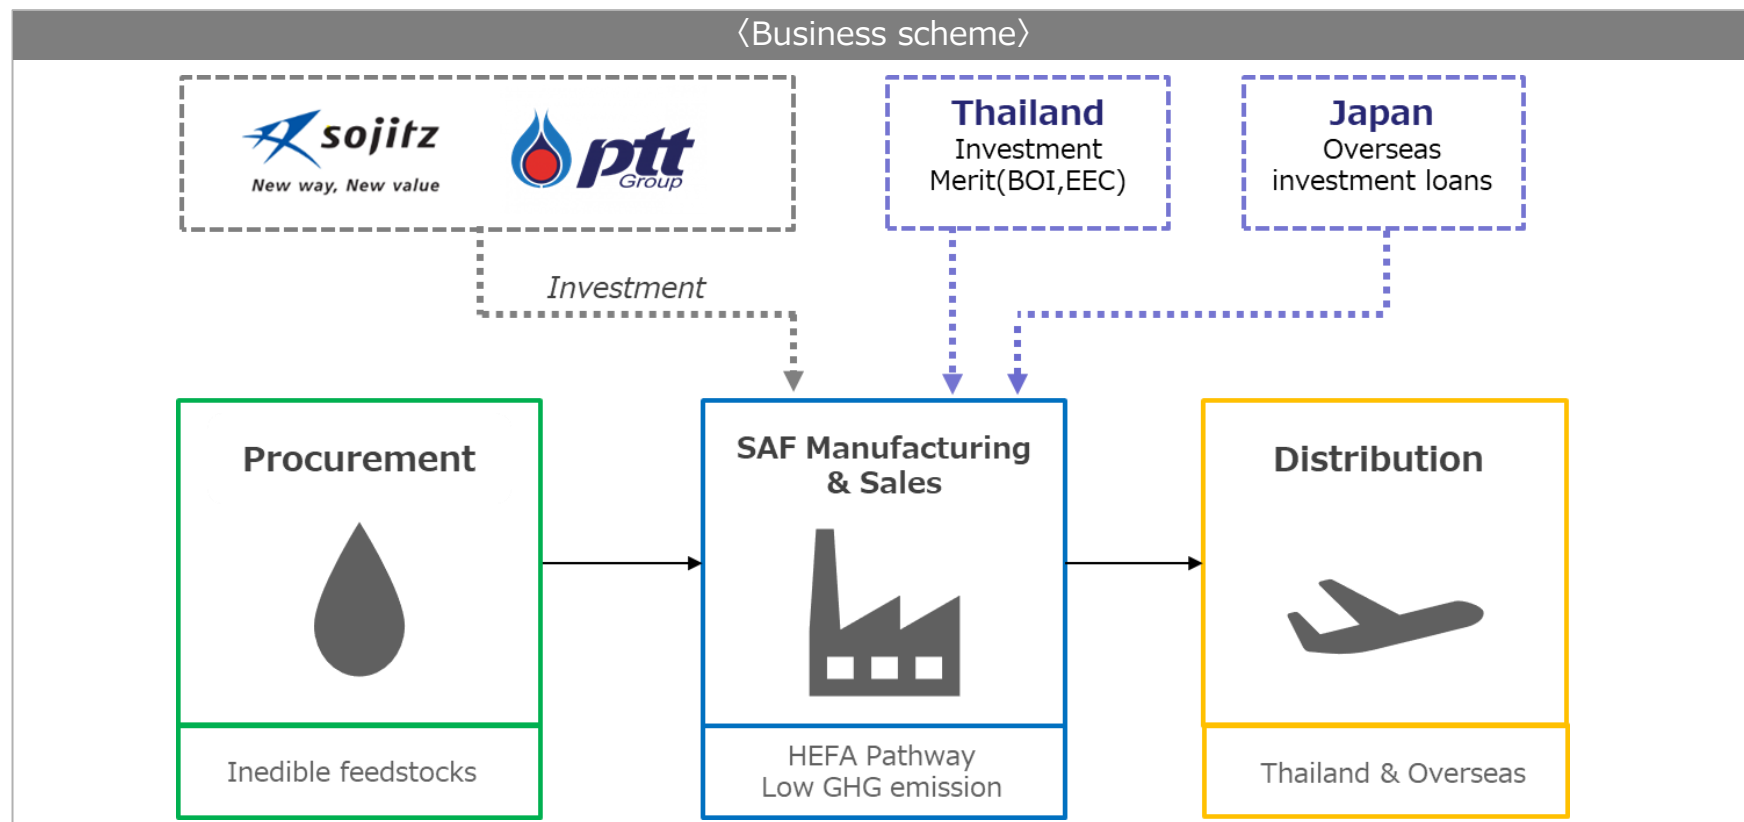 〈Business scheme〉
sojitz
New way, New value
ptt
Group
Thailand
Investment
Merit(BOI,EEC)
Japan
Overseas
investment loans
Investment
Procurement
Inedible feedstocks
SAF Manufacturing
& Sales
HEFA Pathway
Low GHG emission
Distribution
Thailand & Overseas